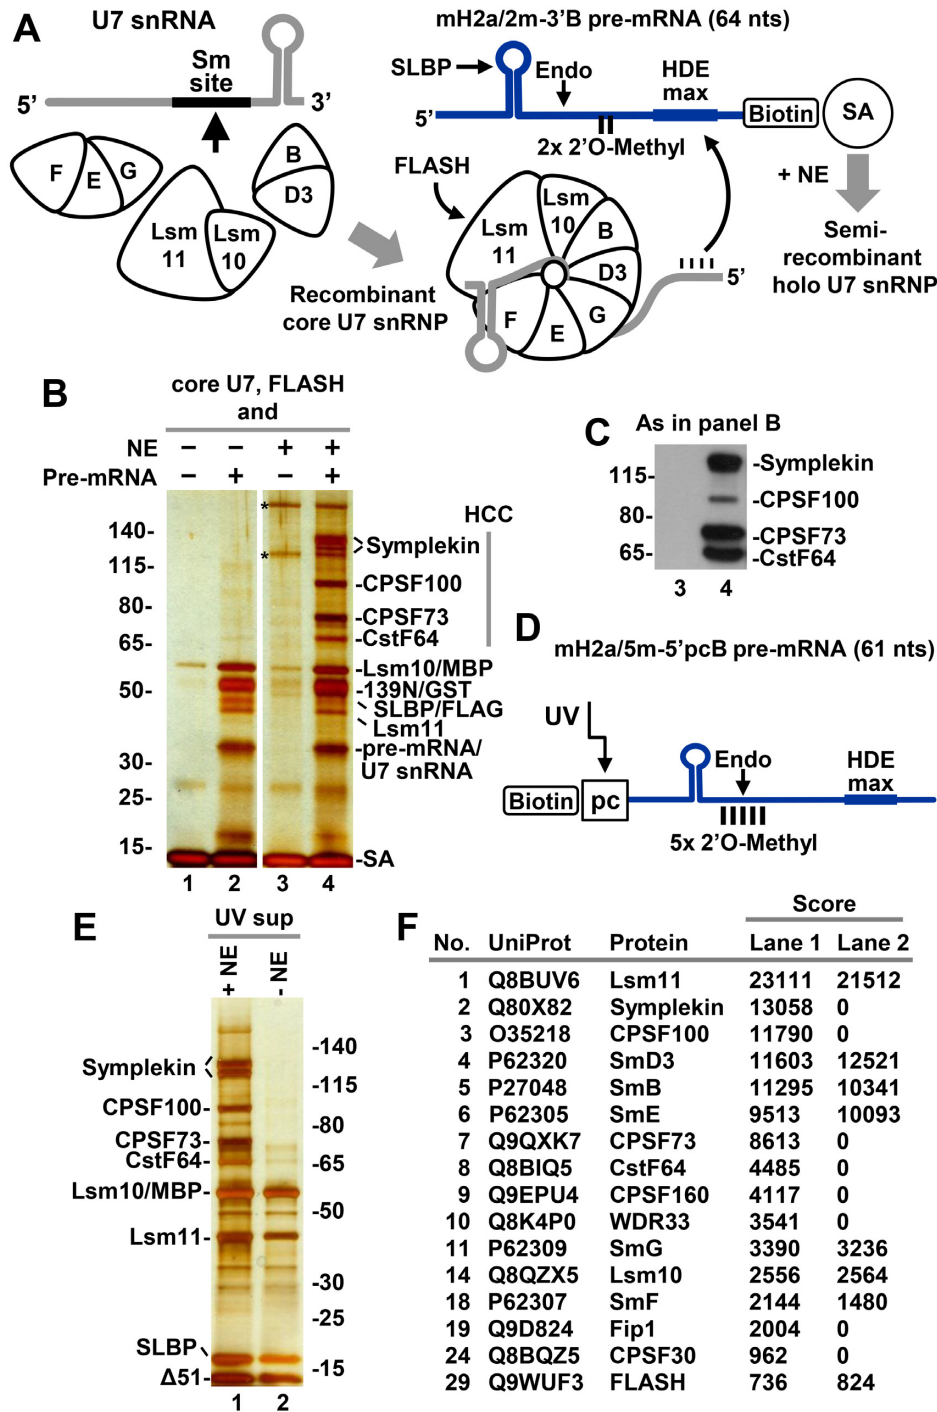 A
U7 snRNA
Sm
site
5’
3’
F
E
G
B
D3
Lsm
11
Lsm
10
Recombinant
core U7 snRNP
mH2a/2m-3’B pre-mRNA (64 nts)
SLBP
Endo
HDE
max
5’
Biotin
SA
2x 2’O-Methyl
FLASH
+ NE
Lsm
11
Lsm
10
B
D3
G
E
F
5’
Semi-
recombinant
holo U7 snRNP
B
core U7, FLASH
and
NE – – + +
Pre-mRNA – + – +
140-
115-
80-
65-
50-
30-
25-
15-
*
*
HCC
Symplekin
-CPSF100
-CPSF73
-CstF64
-Lsm10/MBP
-139N/GST
SLBP/FLAG
Lsm11
-pre-mRNA/
U7 snRNA
-SA
1 2 3 4
C
As in panel B
115-
80-
65-
-Symplekin
-CPSF100
-CPSF73
-CstF64
3 4
D
mH2a/5m-5’pcB pre-mRNA (61 nts)
UV
Biotin
pc
Endo
HDE
max
5x 2’O-Methyl
E
UV sup
+ NE
- NE
Symplekin
CPSF100-
CPSF73-
CstF64-
Lsm10/MBP-
Lsm11-
SLBP
Δ51-
-140
-115
-80
-65
-50
-30
-25
-15
1 2
F
Score
No. UniProt Protein Lane 1 Lane 2
1 Q8BUV6 Lsm11 23111 21512
2 Q80X82 Symplekin 13058 0
3 O35218 CPSF100 11790 0
4 P62320 SmD3 11603 12521
5 P27048 SmB 11295 10341
6 P62305 SmE 9513 10093
7 Q9QXK7 CPSF73 8613 0
8 Q8BIQ5 CstF64 4485 0
9 Q9EPU4 CPSF160 4117 0
10 Q8K4P0 WDR33 3541 0
11 P62309 SmG 3390 3236
14 Q8QZX5 Lsm10 2556 2564
18 P62307 SmF 2144 1480
19 Q9D824 Fip1 2004 0
24 Q8BQZ5 CPSF30 962 0
29 Q9WUF3 FLASH 736 824